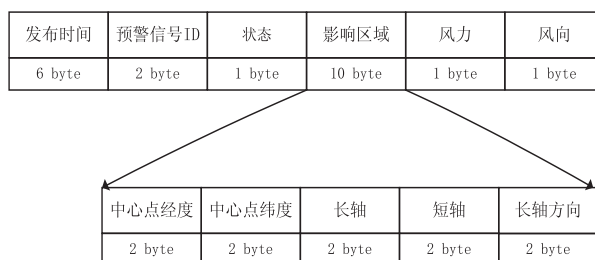 发布时间 预警信号ID 状态 影响区域 风力 风向
6 byte 2 byte 1 byte 10 byte 1 byte 1 byte
中心点经度 中心点纬度 长轴 短轴 长轴方向
2 byte 2 byte 2 byte 2 byte 2 byte